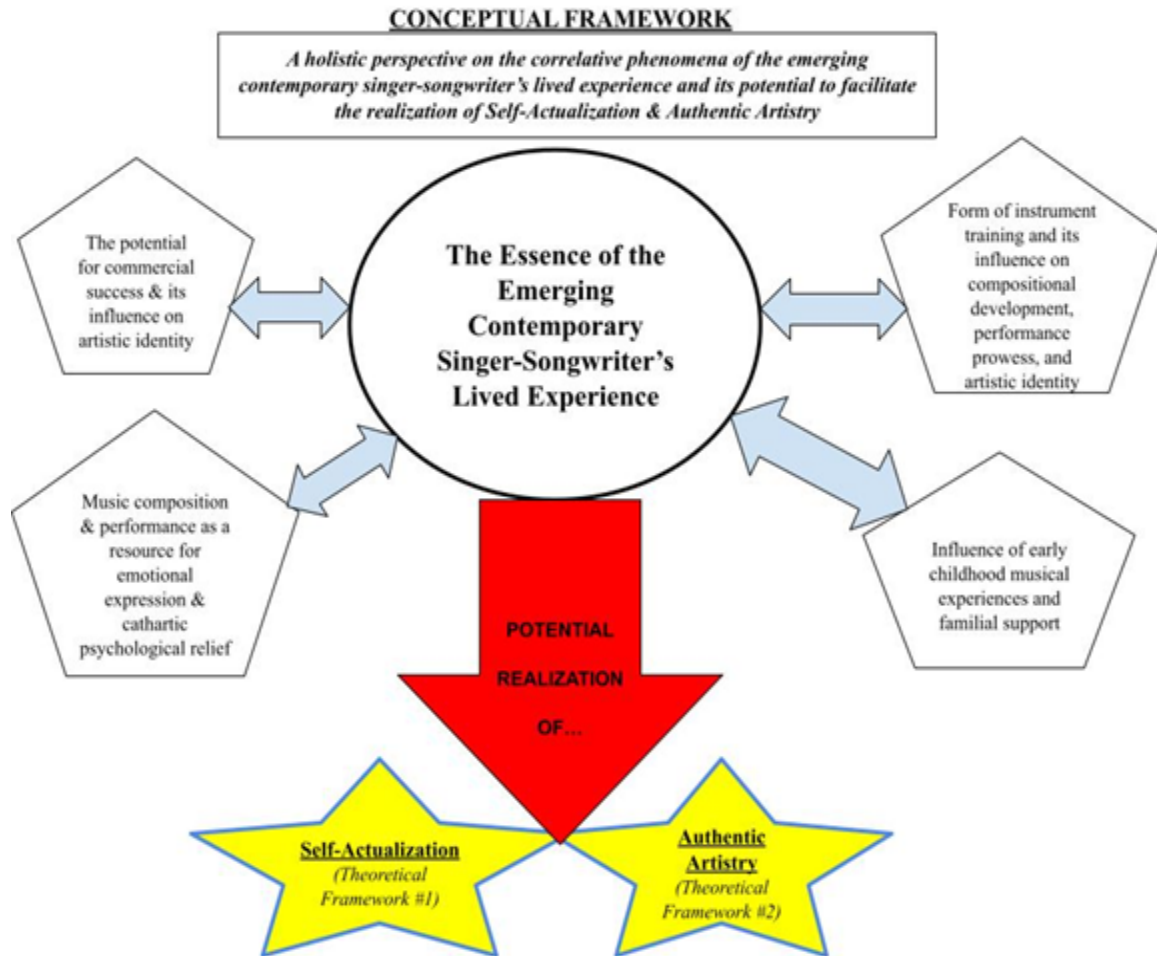 CONCEPTUAL FRAMEWORK
A holistic perspective on the correlative phenomena of the emerging
contemporary singer-songwriter's lived experience and its potential to facilitate
the realization of Self-Actualization & Authentic Artistry
The potential
for commercial
success & its
influence on
artistic identity
The Essence of the
Emerging
Contemporary
Singer-Songwriter's
Lived Experience
Form of instrument
training and its
influence on
compositional
development,
performance
prowess, and
artistic identity
Music composition
& performance as a
resource for
emotional
expression &
cathartic
psychological relief
Influence of early
childhood musical
experiences and
familial support
POTENTIAL
REALIZATION
OF...
Self-Actualization
(Theoretical
Framework #1)
Authentic
Artistry
(Theoretical
Framework #2)